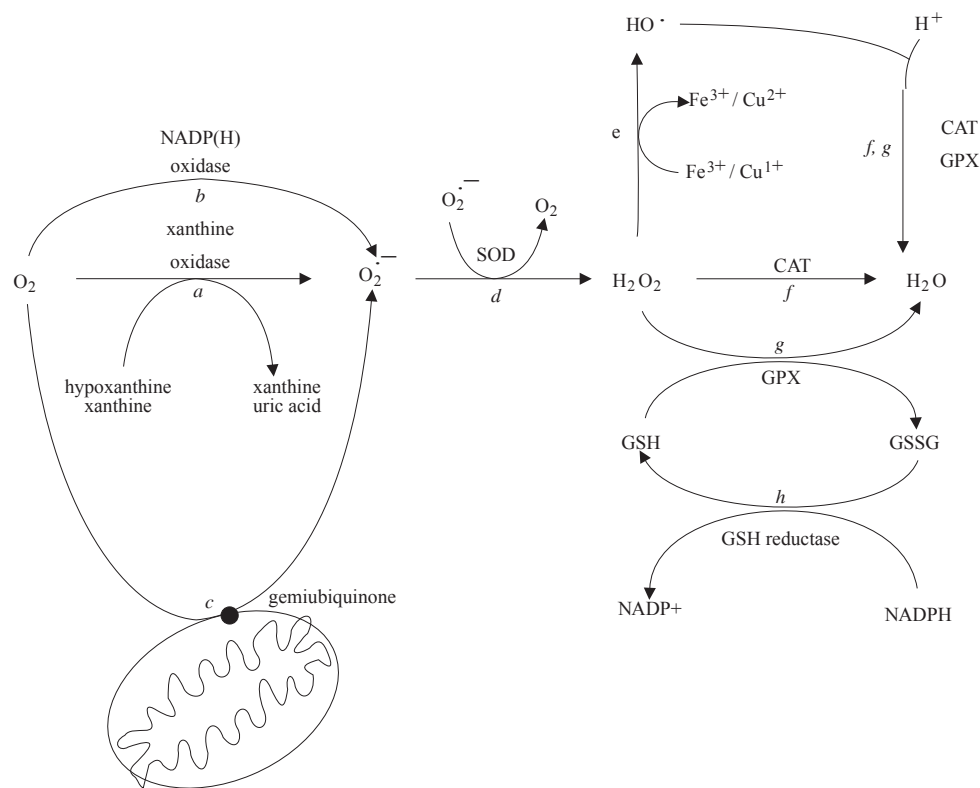 HO˙
H⁺
Fe³⁺ / Cu²⁺
e
f, g
CAT
GPX
Fe³⁺ / Cu¹⁺
NADP(H)
oxidase
b
xanthine
oxidase
a
O₂
O₂˙⁻
hypoxanthine
xanthine
xanthine
uric acid
O₂˙⁻
O₂
SOD
d
H₂O₂
CAT
f
H₂O
g
GPX
GSH
GSSG
h
GSH reductase
NADP+
NADPH
c
gemiubiquinone